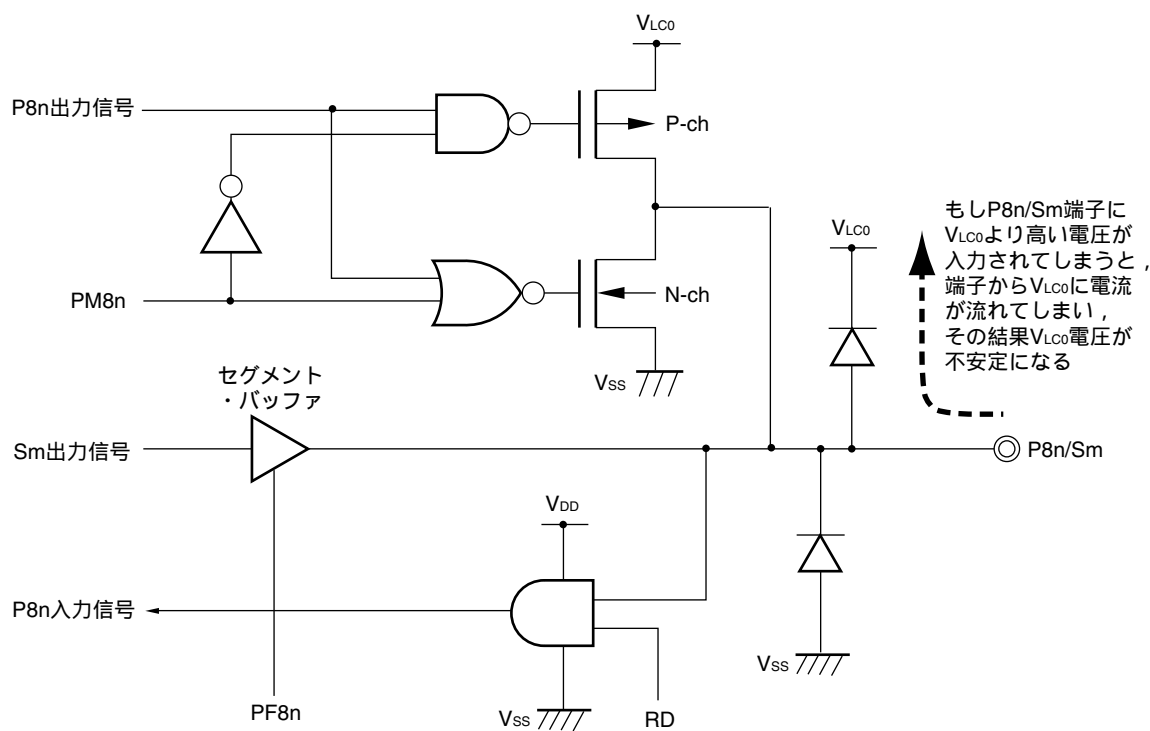 VLC0
P8n出力信号
P-ch
PM8n
N-ch
VSS
VLC0
もしP8n/Sm端子に
VLC0より高い電圧が
入力されてしまうと，
端子からVLC0に電流
が流れてしまい，
その結果VLC0電圧が
不安定になる
セグメント
・バッファ
Sm出力信号
P8n/Sm
VDD
P8n入力信号
VSS
PF8n
VSS
RD